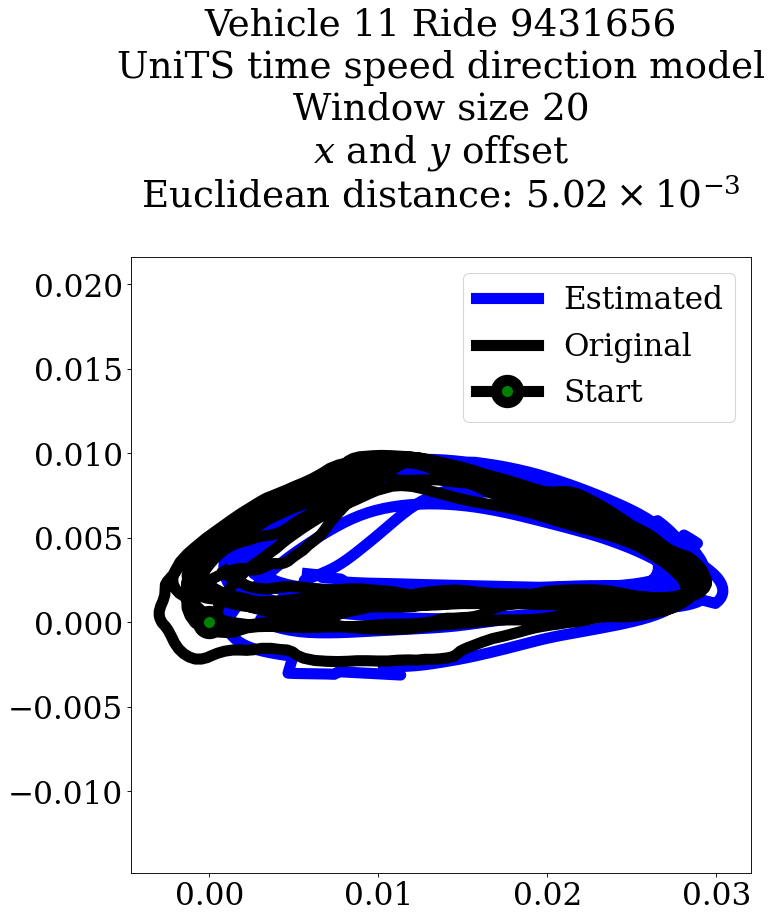 Vehicle 11 Ride 9431656
UniTS time speed direction model
Window size 20
x and y offset
Euclidean distance: 5.02 × 10⁻³
Estimated
Original
Start
0.020
0.015
0.010
0.005
0.000
−0.005
−0.010
0.00 0.01 0.02 0.03